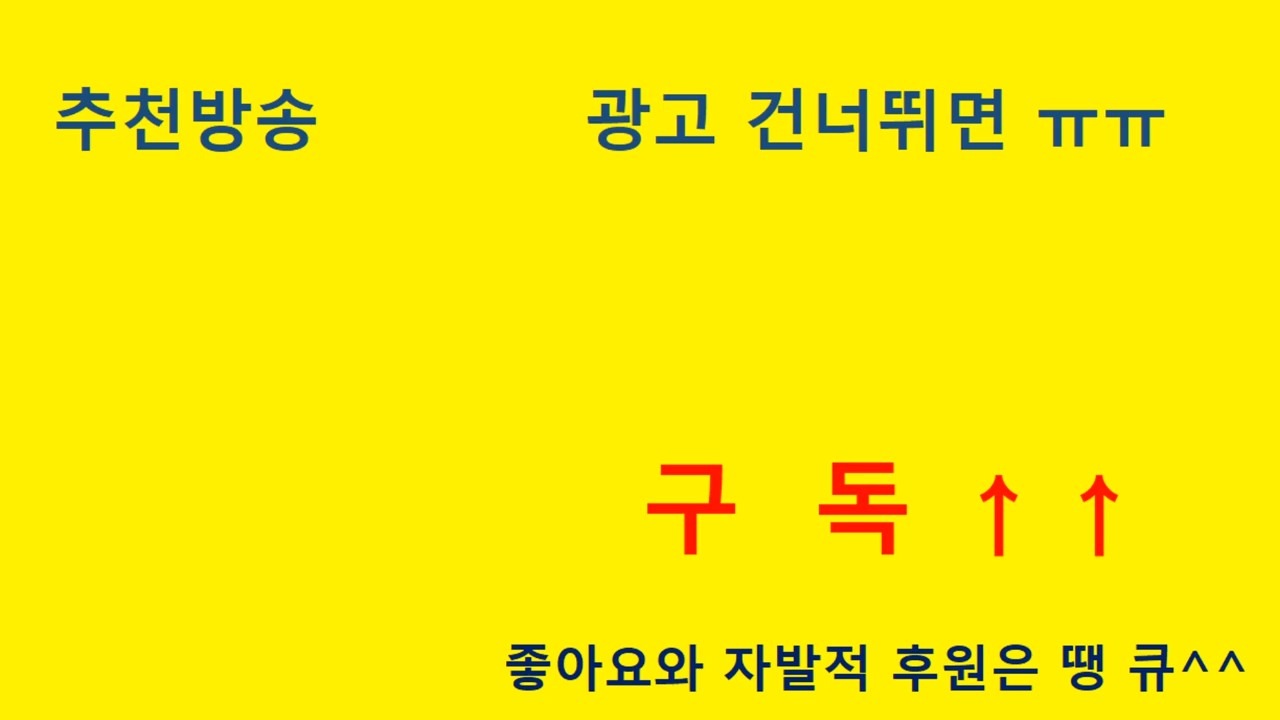 추천방송
광고 건너뛰면 ㅠㅠ
구 독 ↑ ↑
좋아요와 자발적 후원은 땡 큐^^